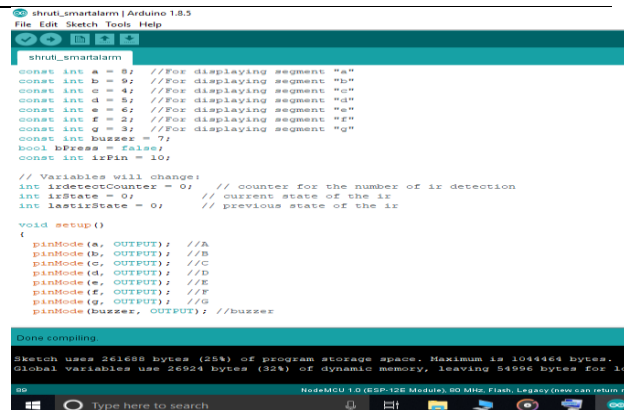 shruti_smartalarm | Arduino 1.8.5
File Edit Sketch Tools Help
shruti_smartalarm
const int a = 8; //For displaying segment "a"
const int b = 9; //For displaying segment "b"
const int c = 4; //For displaying segment "c"
const int d = 5; //For displaying segment "d"
const int e = 6; //For displaying segment "e"
const int f = 2; //For displaying segment "f"
const int g = 3; //For displaying segment "g"
const int buzzer = 7;
bool bPress = false;
const int irPin = 10;
// Variables will change:
int irdetectCounter = 0; // counter for the number of ir detection
int irState = 0; // current state of the ir
int lastirState = 0; // previous state of the ir
void setup()
{
pinMode(a, OUTPUT); //A
pinMode(b, OUTPUT); //B
pinMode(c, OUTPUT); //C
pinMode(d, OUTPUT); //D
pinMode(e, OUTPUT); //E
pinMode(f, OUTPUT); //F
pinMode(g, OUTPUT); //G
pinMode(buzzer, OUTPUT); //buzzer
Done compiling.
Sketch uses 261688 bytes (25%) of program storage space. Maximum is 1044464 bytes.
Global variables use 26924 bytes (32%) of dynamic memory, leaving 54996 bytes for lo
89
NodeMCU 1.0 (ESP-12E Module), 80 MHz, Flash, Legacy (new can return n
Type here to search